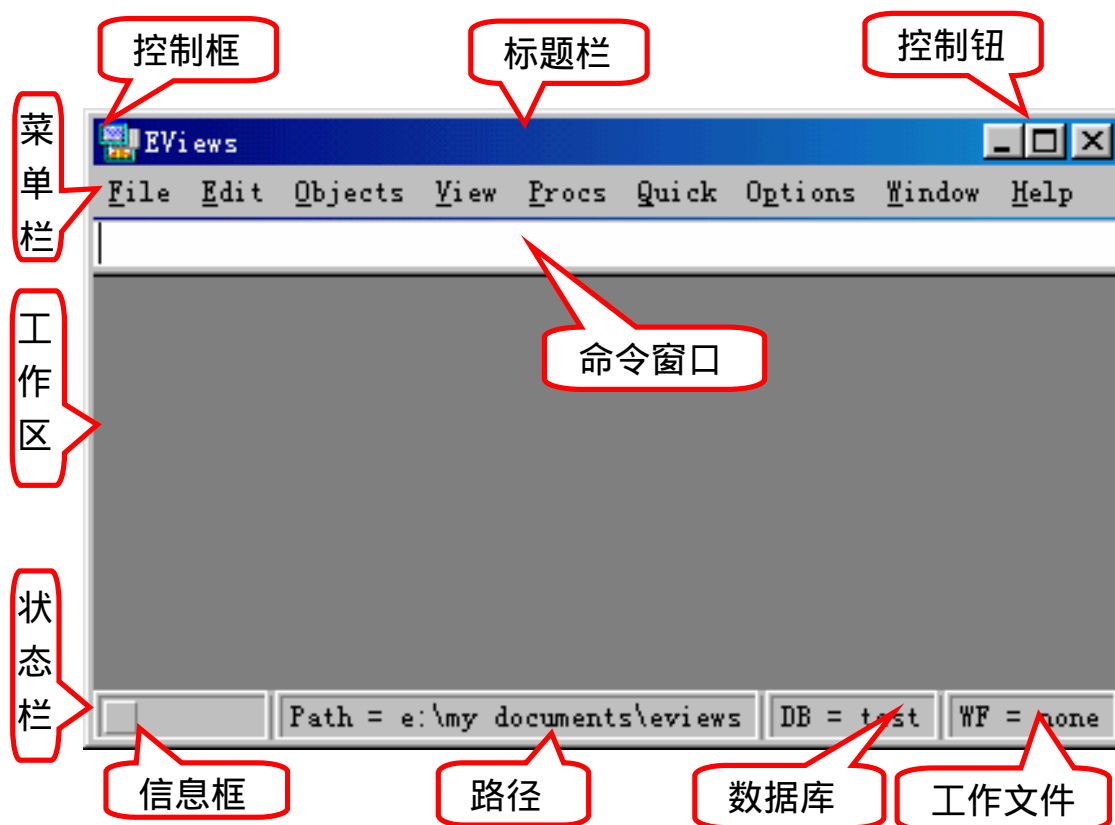 控制框
标题栏
控制钮
菜单栏
EViews
File Edit Objects View Procs Quick Options Window Help
命令窗口
工作区
状态栏
Path = e:\my documents\eviews
DB = test
WF = none
信息框
路径
数据库
工作文件